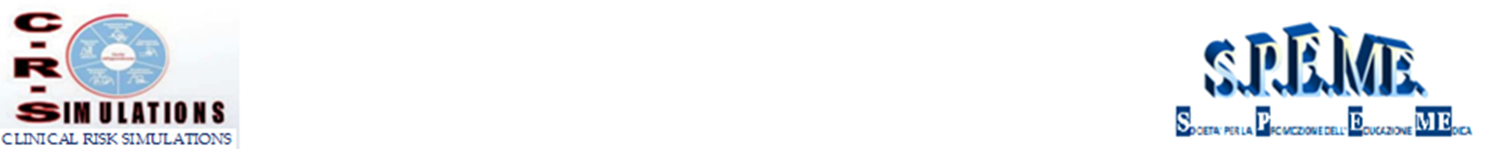 C-R-SIMULATIONS
CLINICAL RISK SIMULATIONS
S.P.E.ME.
SOCIETA' PER LA PROMOZIONE DELL' EDUCAZIONE MEDICA